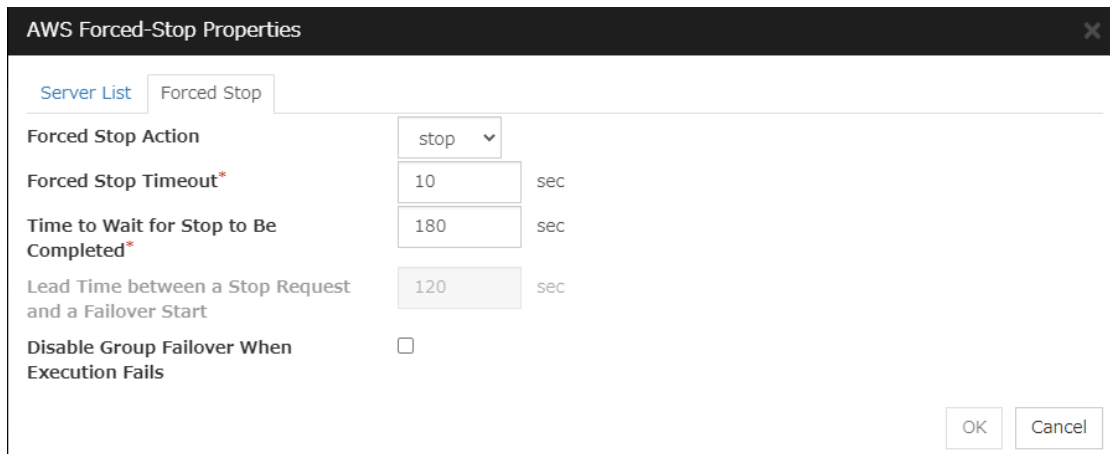 AWS Forced-Stop Properties
Server List Forced Stop
Forced Stop Action stop
Forced Stop Timeout* 10 sec
Time to Wait for Stop to Be 180 sec
Completed*
Lead Time between a Stop Request 120 sec
and a Failover Start
Disable Group Failover When
Execution Fails
OK Cancel